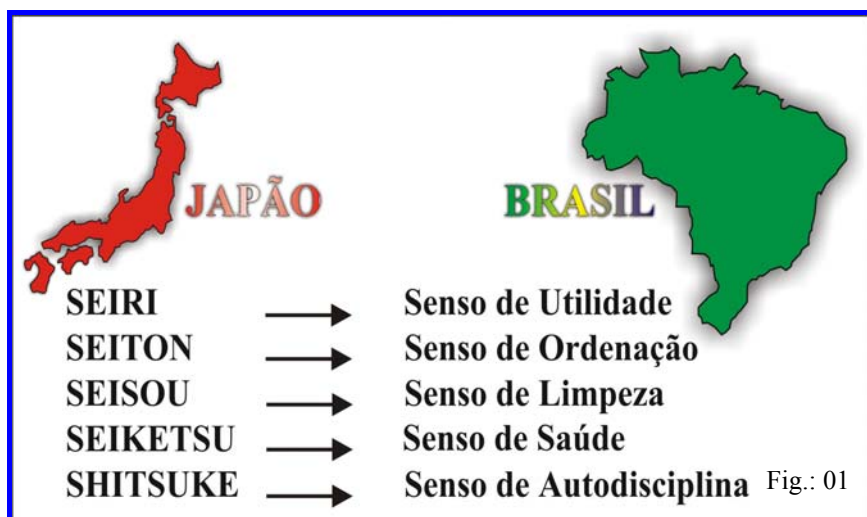 JAPÃO
BRASIL
SEIRI Senso de Utilidade
SEITON Senso de Ordenação
SEISOU Senso de Limpeza
SEIKETSU Senso de Saúde
SHITSUKE Senso de Autodisciplina
Fig.: 01